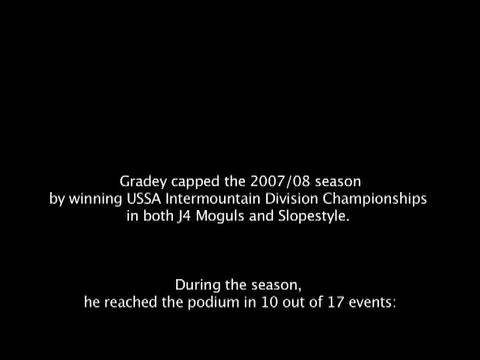 Gradey capped the 2007/08 season
by winning USSA Intermountain Division Championships
in both J4 Moguls and Slopestyle.
During the season,
he reached the podium in 10 out of 17 events: